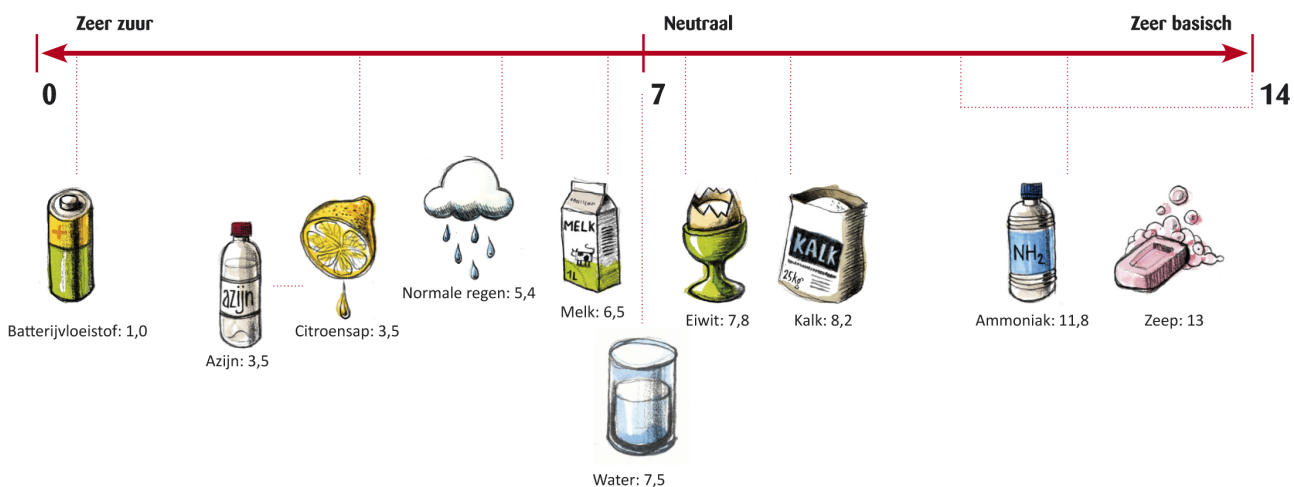 Zeer zuur
Neutraal
Zeer basisch
0
7
14
azijn
MELK
1L
KALK
25kg
NH2
Batterijvloeistof: 1,0
Azijn: 3,5
Citroensap: 3,5
Normale regen: 5,4
Melk: 6,5
Water: 7,5
Eiwit: 7,8
Kalk: 8,2
Ammoniak: 11,8
Zeep: 13